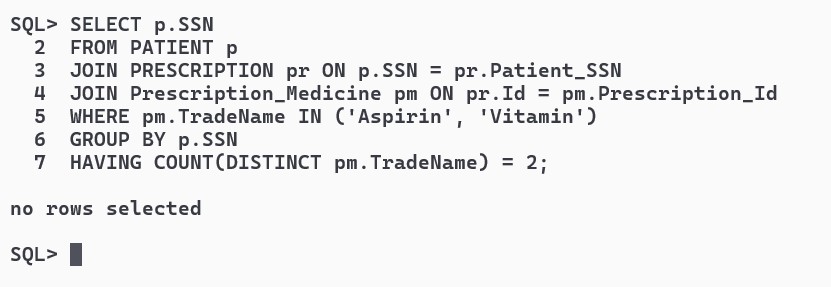 SQL> SELECT p.SSN
  2  FROM PATIENT p
  3  JOIN PRESCRIPTION pr ON p.SSN = pr.Patient_SSN
  4  JOIN Prescription_Medicine pm ON pr.Id = pm.Prescription_Id
  5  WHERE pm.TradeName IN ('Aspirin', 'Vitamin')
  6  GROUP BY p.SSN
  7  HAVING COUNT(DISTINCT pm.TradeName) = 2;
no rows selected
SQL>